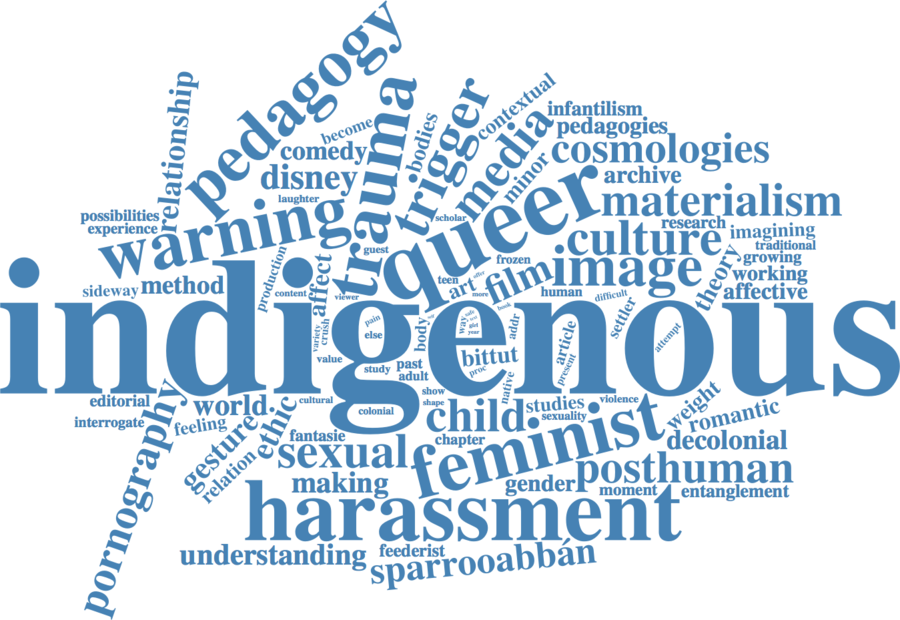 pedagogy
relationship
trauma
trigger
contextual
infantilism
pedagogies
media
bodies
become
comedy
disney
laughter
minor
cosmologies
archive
materialism
queer
scholar
possibilities
experience
warning
research
imagining
culture
traditional
growing
guest
production
affect
frozen
film
image
theory
working
affective
sideway
method
content
viewer
teen
art
offer
more
human
difficult
indigenous
book
settler
variety
crush
pain
else
body
way
safe
girl
year
addr
article
attempt
value
study
past
adult
bittut
proc
present
native
show
shape
editorial
interrogate
pornography
world
feeling
gesture
relation
ethic
cultural
colonial
child
studies
sexuality
violence
weight
romantic
fantasie
sexual
chapter
feminist
decolonial
making
gender
posthuman
moment
entanglement
harassment
understanding
feederist
sparrooabbán